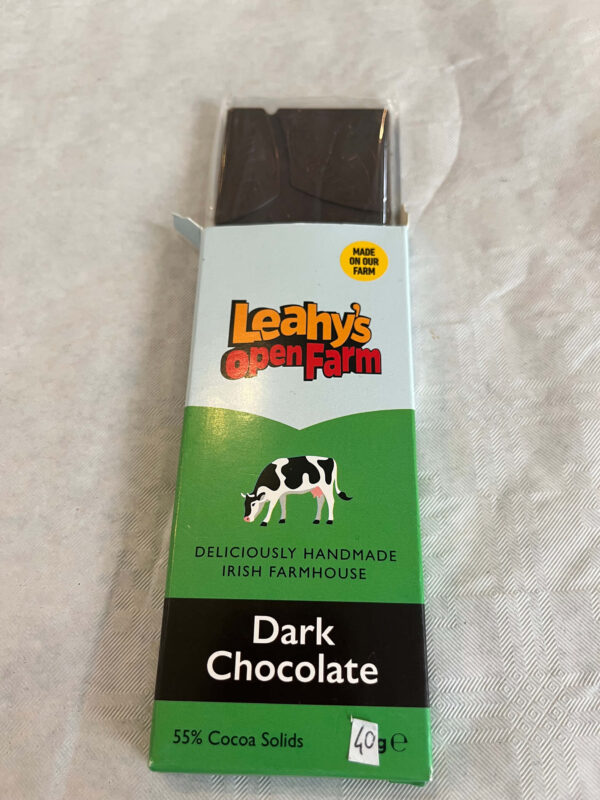 MADE
ON OUR
FARM
Leahy's
Open Farm
DELICIOUSLY HANDMADE
IRISH FARMHOUSE
Dark
Chocolate
55% Cocoa Solids
40g ℮